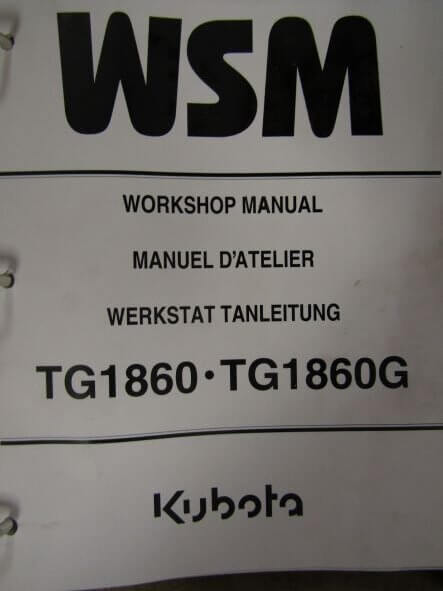 WSM
WORKSHOP MANUAL
MANUEL D'ATELIER
WERKSTAT TANLEITUNG
TG1860・TG1860G
Kubota